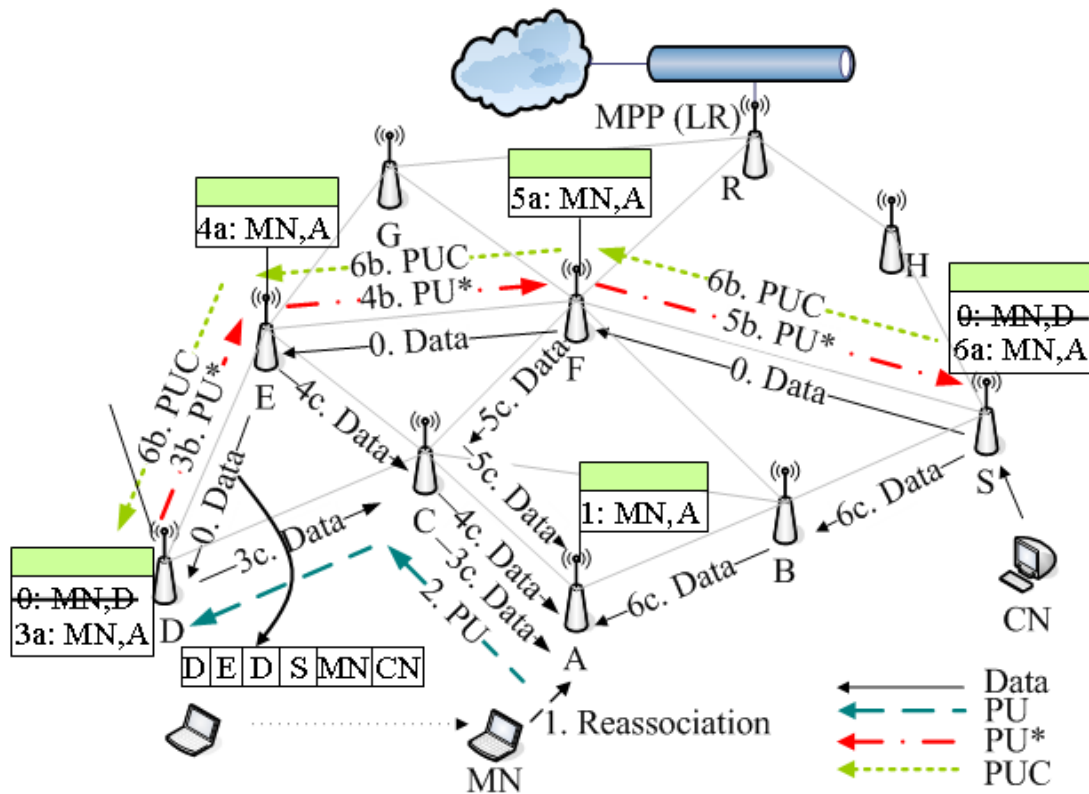 MPP (LR)
R
G
H
5a: MN,A
4a: MN,A
6b. PUC
4b. PU*
6b. PUC
5b. PU*
0: MN,D
6a: MN,A
0. Data
0. Data
E
F
S
6b. PUC
3b. PU*
0. Data
4c. Data
5c. Data
5c. Data
1: MN,A
C
6c. Data
B
3c. Data
4c. Data
3c. Data
2. PU
6c. Data
CN
0: MN,D
3a: MN,A
D
A
D E D S MN CN
1. Reassociation
MN
Data
PU
PU*
PUC